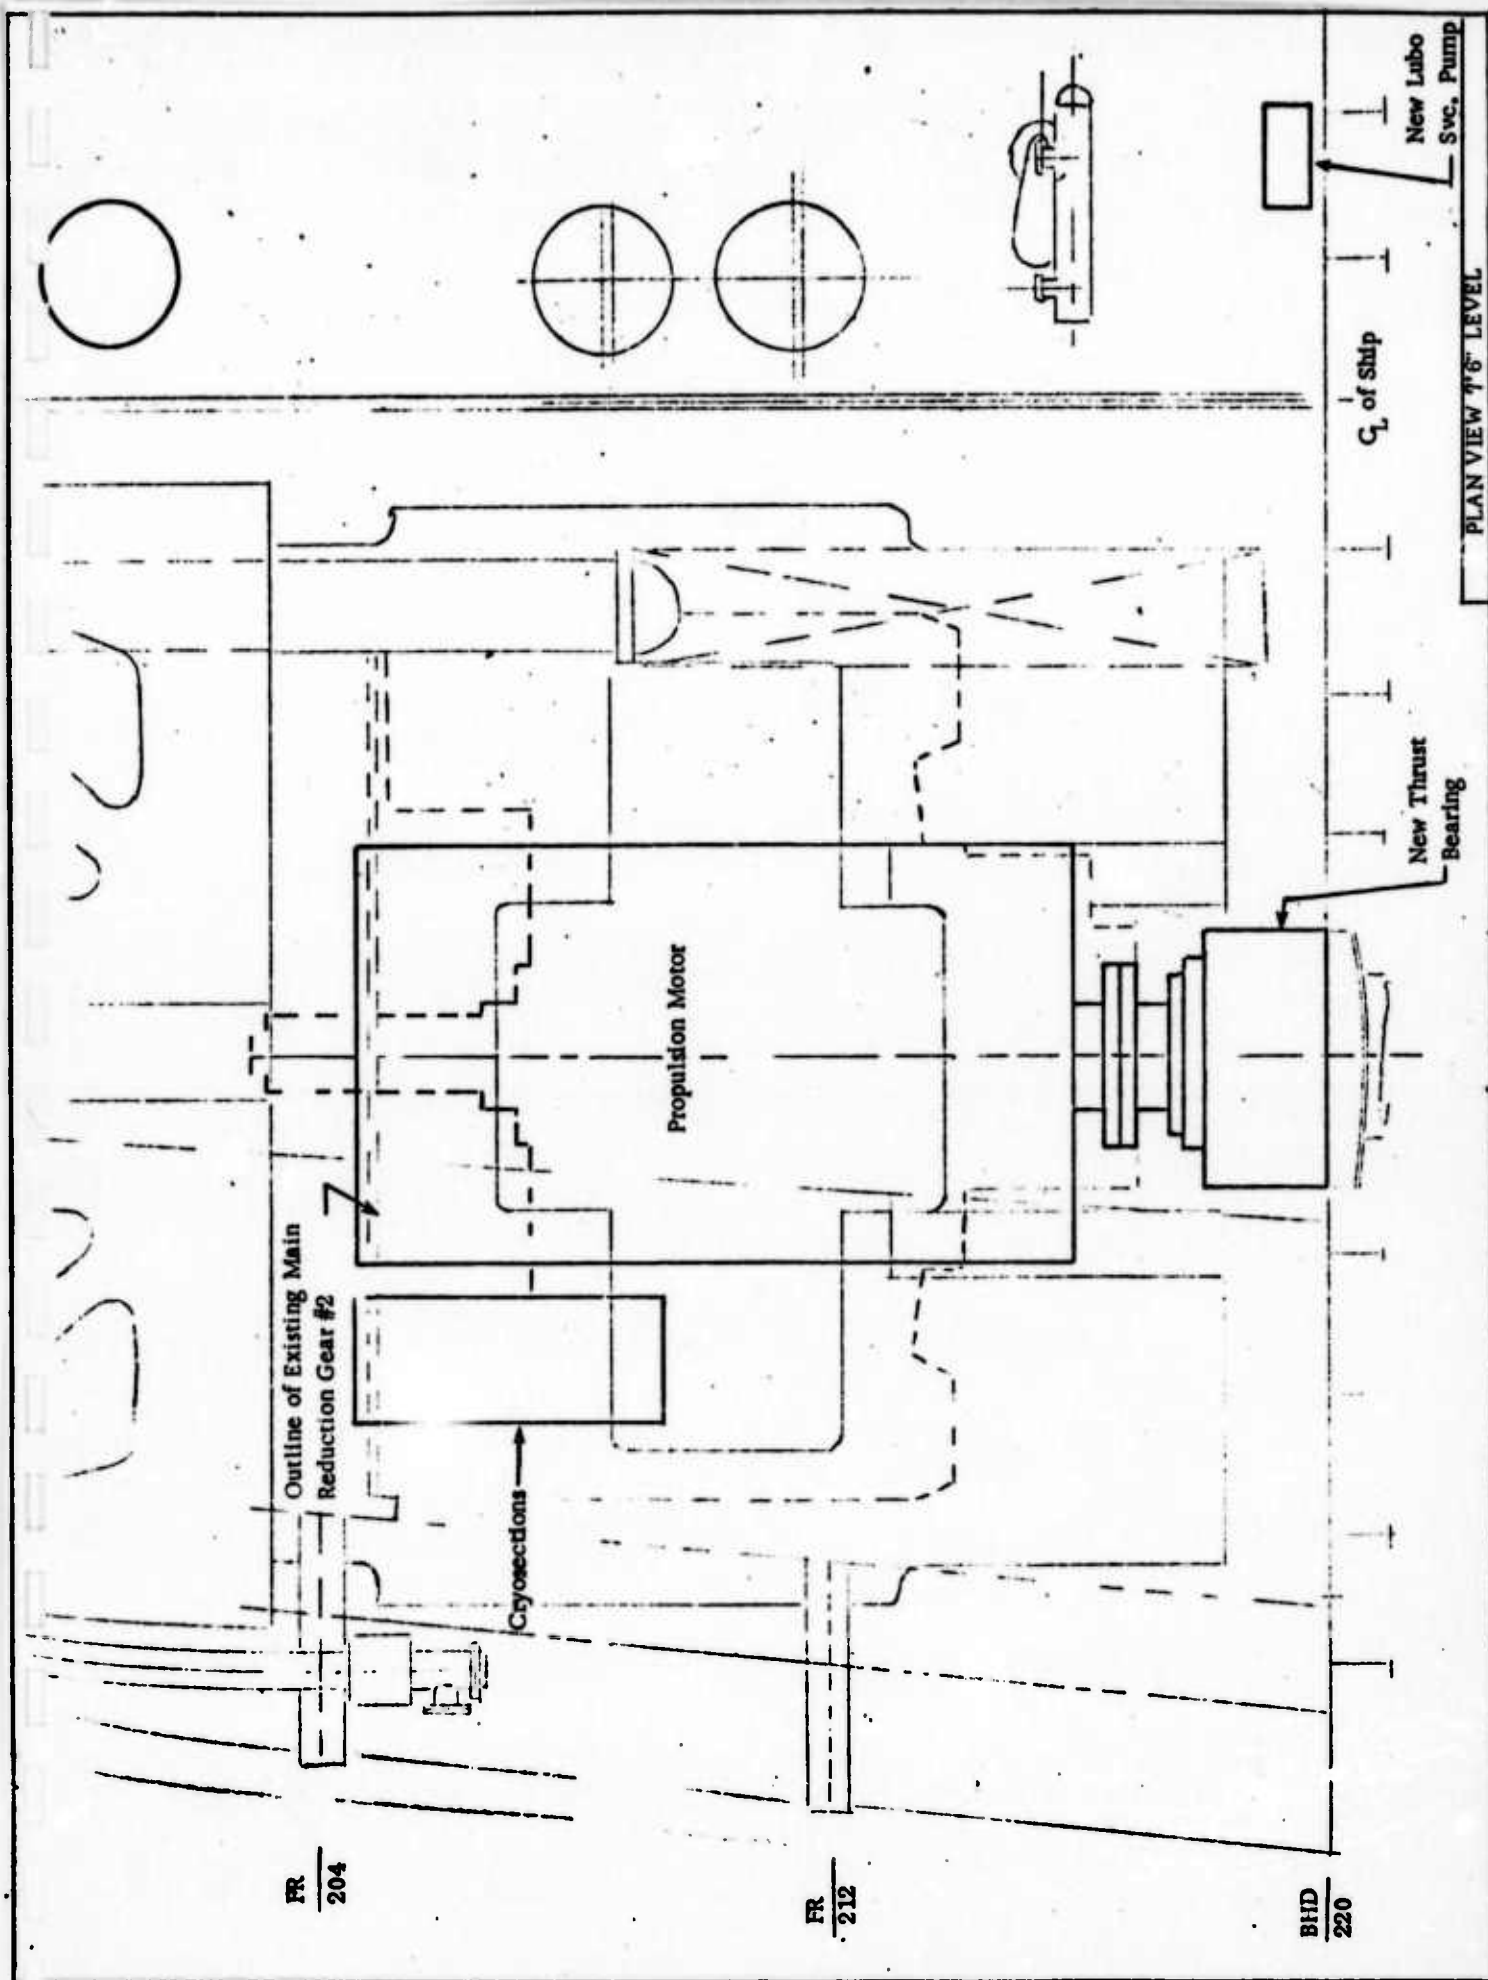 FR
204
FR
212
BHD
220
Outline of Existing Main
Reduction Gear #2
Cryosections
Propulsion Motor
New Thrust
Bearing
CL of Ship
New Lubo
Svc. Pump
PLAN VIEW 7'6" LEVEL